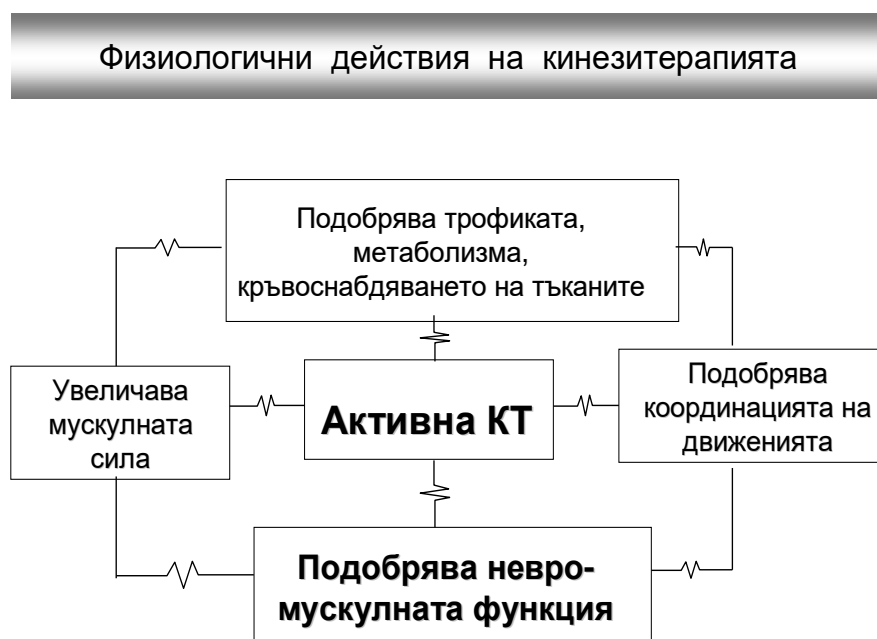 Физиологични действия на кинезитерапията
Подобрява трофиката,
метаболизма,
кръвоснабдяването на тъканите
Увеличава
мускулната
сила
Активна КТ
Подобрява
координацията на
движенията
Подобрява невро-
мускулната функция